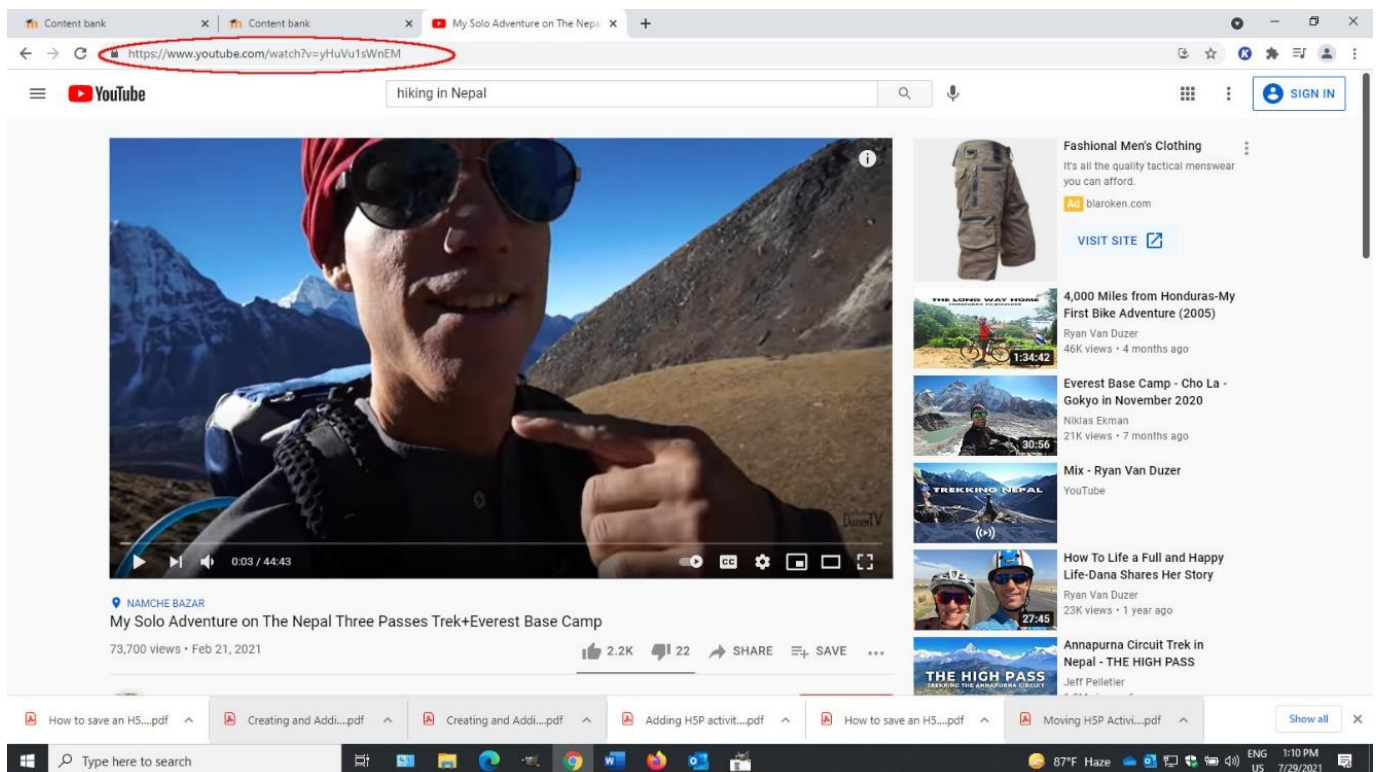 Content bank
Content bank
My Solo Adventure on The Nepa
https://www.youtube.com/watch?v=yHuVu1sWnEM
YouTube
hiking in Nepal
SIGN IN
DuzerTV
0:03 / 44:43
CC
NAMCHE BAZAR
My Solo Adventure on The Nepal Three Passes Trek+Everest Base Camp
73,700 views • Feb 21, 2021
2.2K
22
SHARE
SAVE
Fashional Men's Clothing
It's all the quality tactical menswear
you can afford.
Ad blaroken.com
VISIT SITE
THE LONG WAY HOME
1:34:42
4,000 Miles from Honduras-My
First Bike Adventure (2005)
Ryan Van Duzer
46K views • 4 months ago
30:56
Everest Base Camp - Cho La -
Gokyo in November 2020
Niklas Ekman
21K views • 7 months ago
TREKKING NEPAL
Mix - Ryan Van Duzer
YouTube
27:45
How To Life a Full and Happy
Life-Dana Shares Her Story
Ryan Van Duzer
23K views • 1 year ago
THE HIGH PASS
TREKKING THE ANNAPURNA CIRCUIT
Annapurna Circuit Trek in
Nepal - THE HIGH PASS
Jeff Pelletier
How to save an H5....pdf
Creating and Addi....pdf
Creating and Addi....pdf
Adding H5P activit....pdf
How to save an H5....pdf
Moving H5P Activi....pdf
Show all
Type here to search
87°F Haze
ENG
US
1:10 PM
7/29/2021